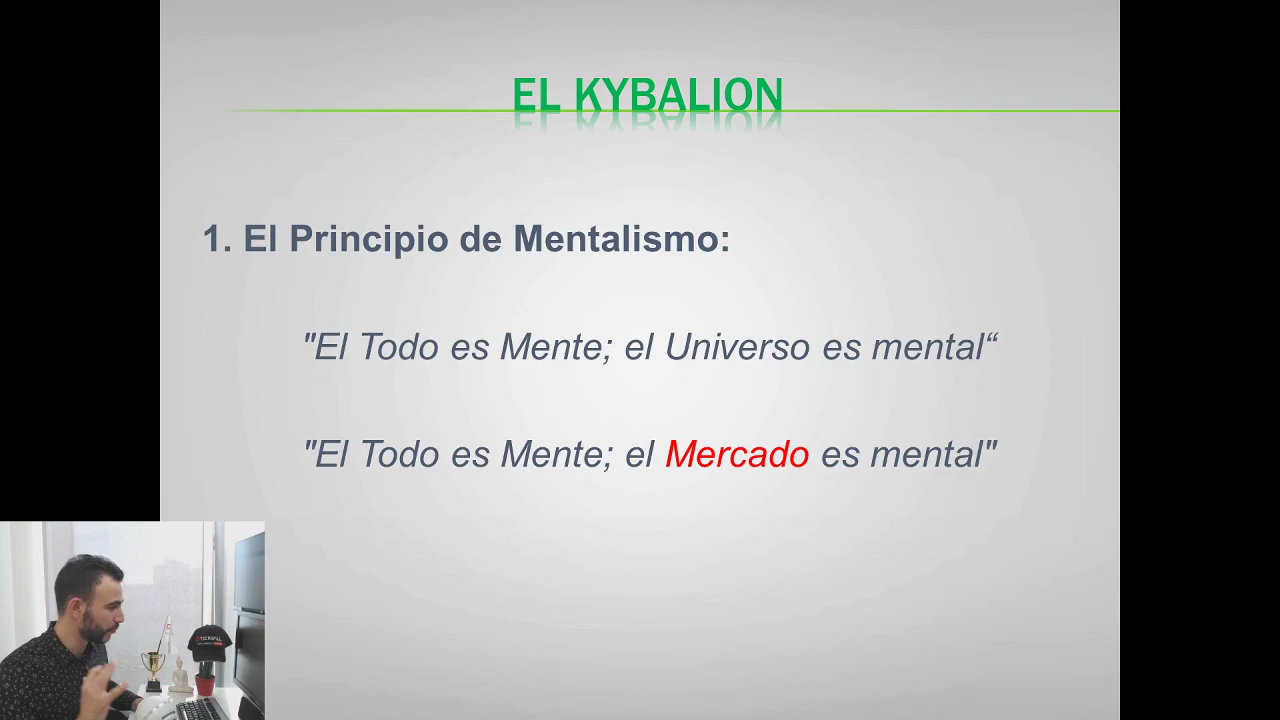 EL KYBALION
1. El Principio de Mentalismo:
"El Todo es Mente; el Universo es mental“
"El Todo es Mente; el Mercado es mental"
TICKMILL